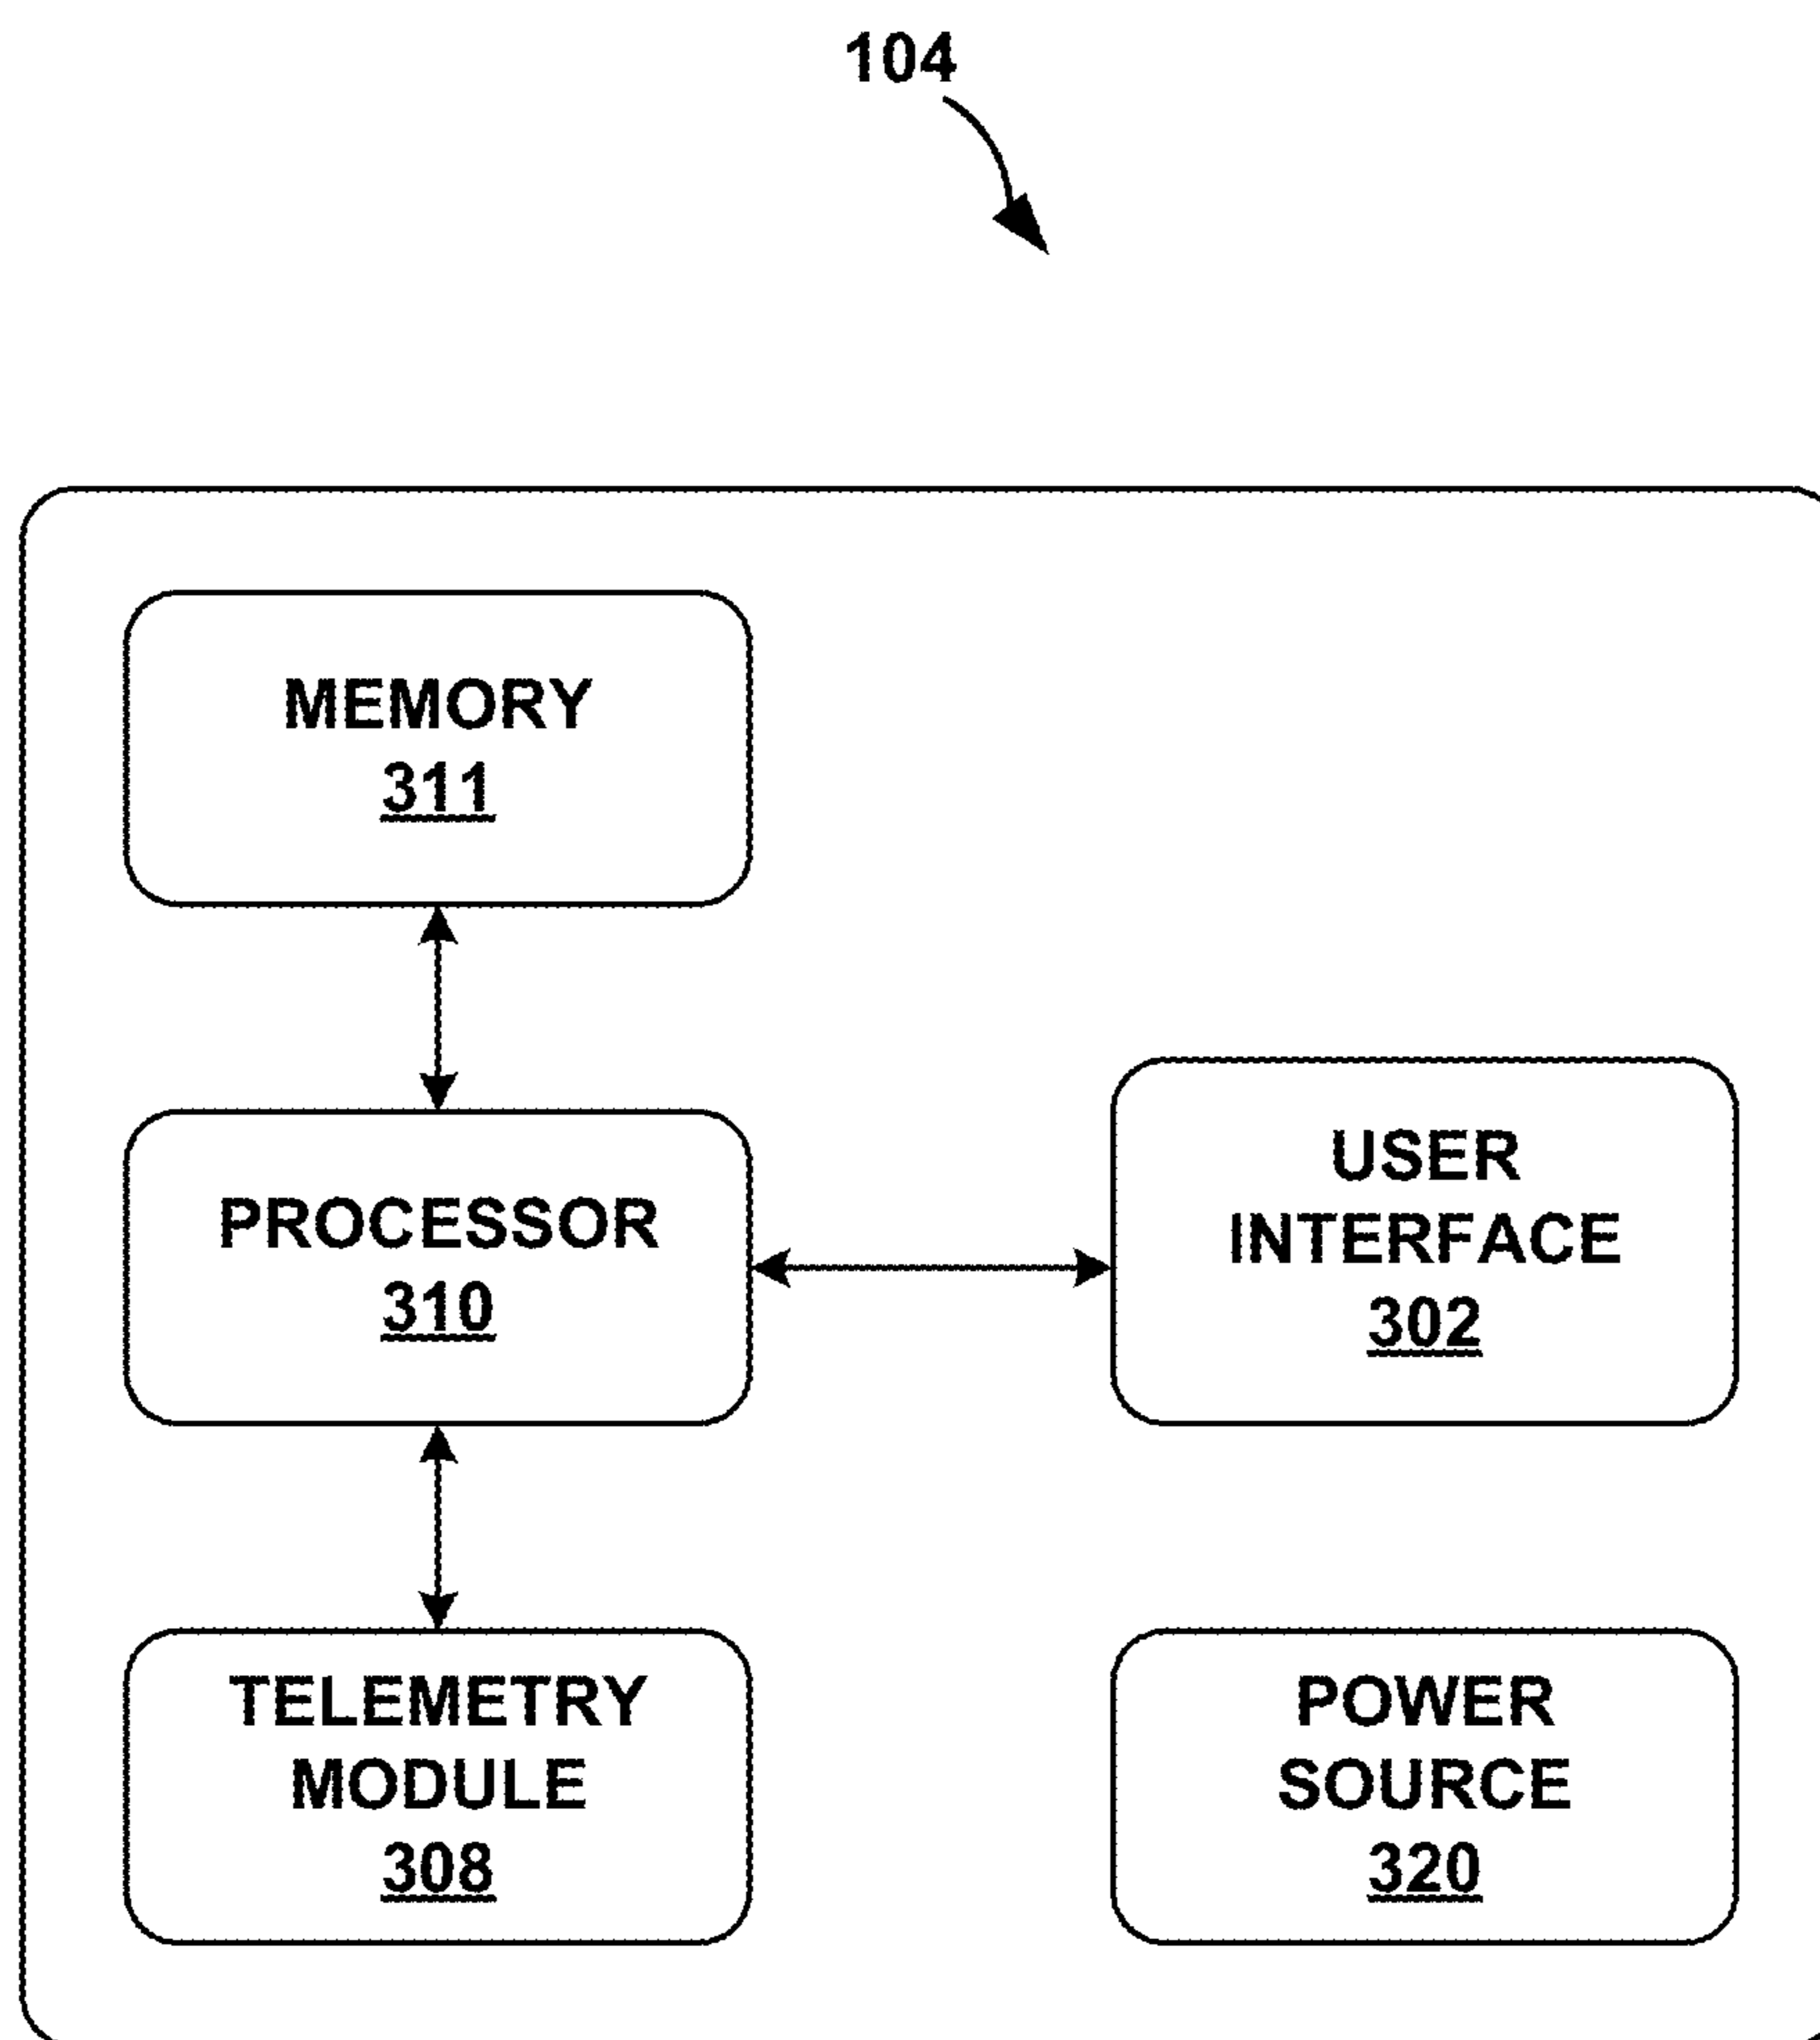 104
MEMORY
311
PROCESSOR
310
USER
INTERFACE
302
TELEMETRY
MODULE
308
POWER
SOURCE
320